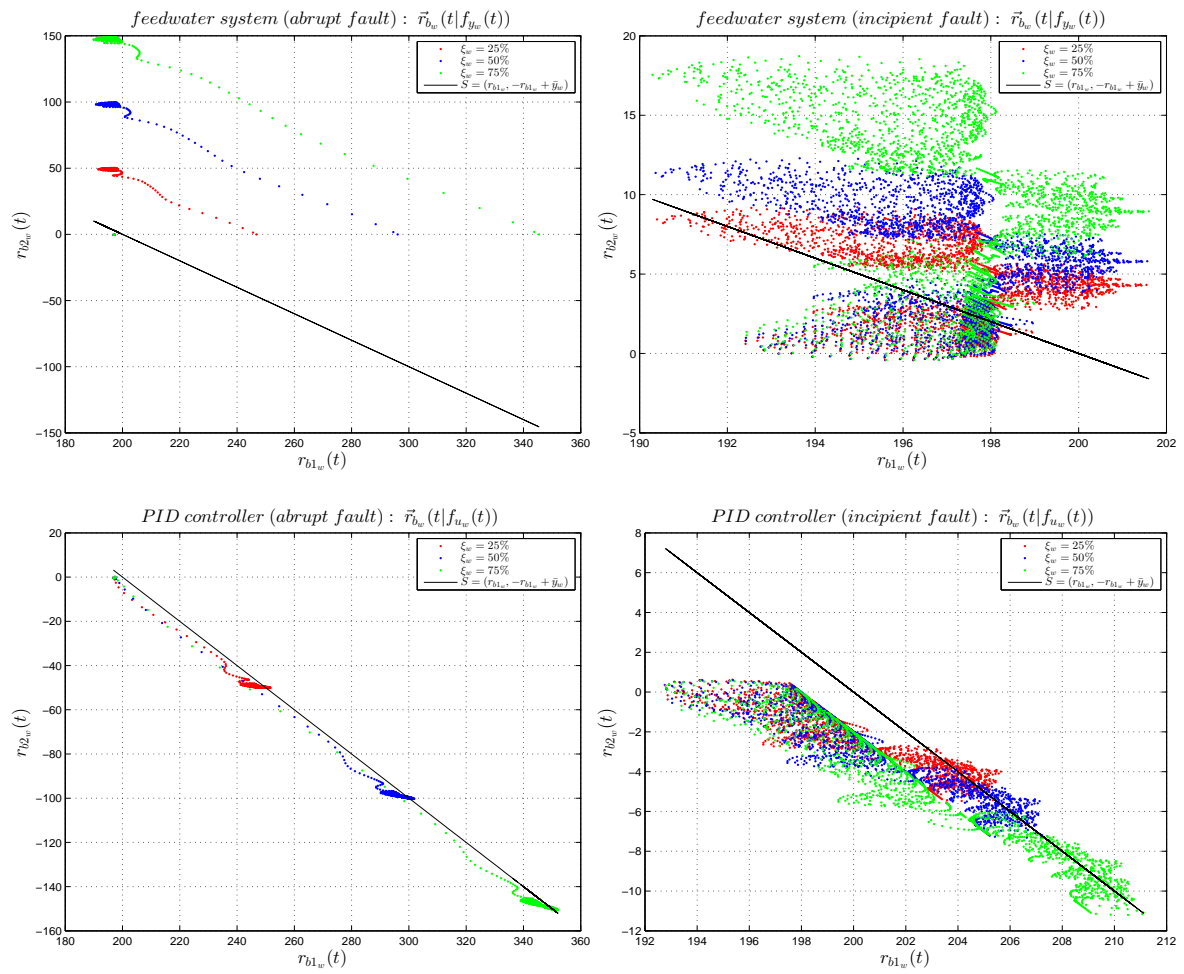 feedwater system (abrupt fault) : r⃗_{b_w}(t|f_{y_w}(t))
ξ_w = 25%
ξ_w = 50%
ξ_w = 75%
S = (r_{b1_w}, −r_{b1_w} + ȳ_w)
150
100
50
0
−50
−100
−150
r_{b2_w}(t)
180 200 220 240 260 280 300 320 340 360
r_{b1_w}(t)
feedwater system (incipient fault) : r⃗_{b_w}(t|f_{y_w}(t))
ξ_w = 25%
ξ_w = 50%
ξ_w = 75%
S = (r_{b1_w}, −r_{b1_w} + ȳ_w)
20
15
10
5
0
−5
r_{b2_w}(t)
190 192 194 196 198 200 202
r_{b1_w}(t)
PID controller (abrupt fault) : r⃗_{b_w}(t|f_{u_w}(t))
ξ_w = 25%
ξ_w = 50%
ξ_w = 75%
S = (r_{b1_w}, −r_{b1_w} + ȳ_w)
20
0
−20
−40
−60
−80
−100
−120
−140
−160
r_{b2_w}(t)
180 200 220 240 260 280 300 320 340 360
r_{b1_w}(t)
PID controller (incipient fault) : r⃗_{b_w}(t|f_{u_w}(t))
ξ_w = 25%
ξ_w = 50%
ξ_w = 75%
S = (r_{b1_w}, −r_{b1_w} + ȳ_w)
8
6
4
2
0
−2
−4
−6
−8
−10
−12
r_{b2_w}(t)
192 194 196 198 200 202 204 206 208 210 212
r_{b1_w}(t)